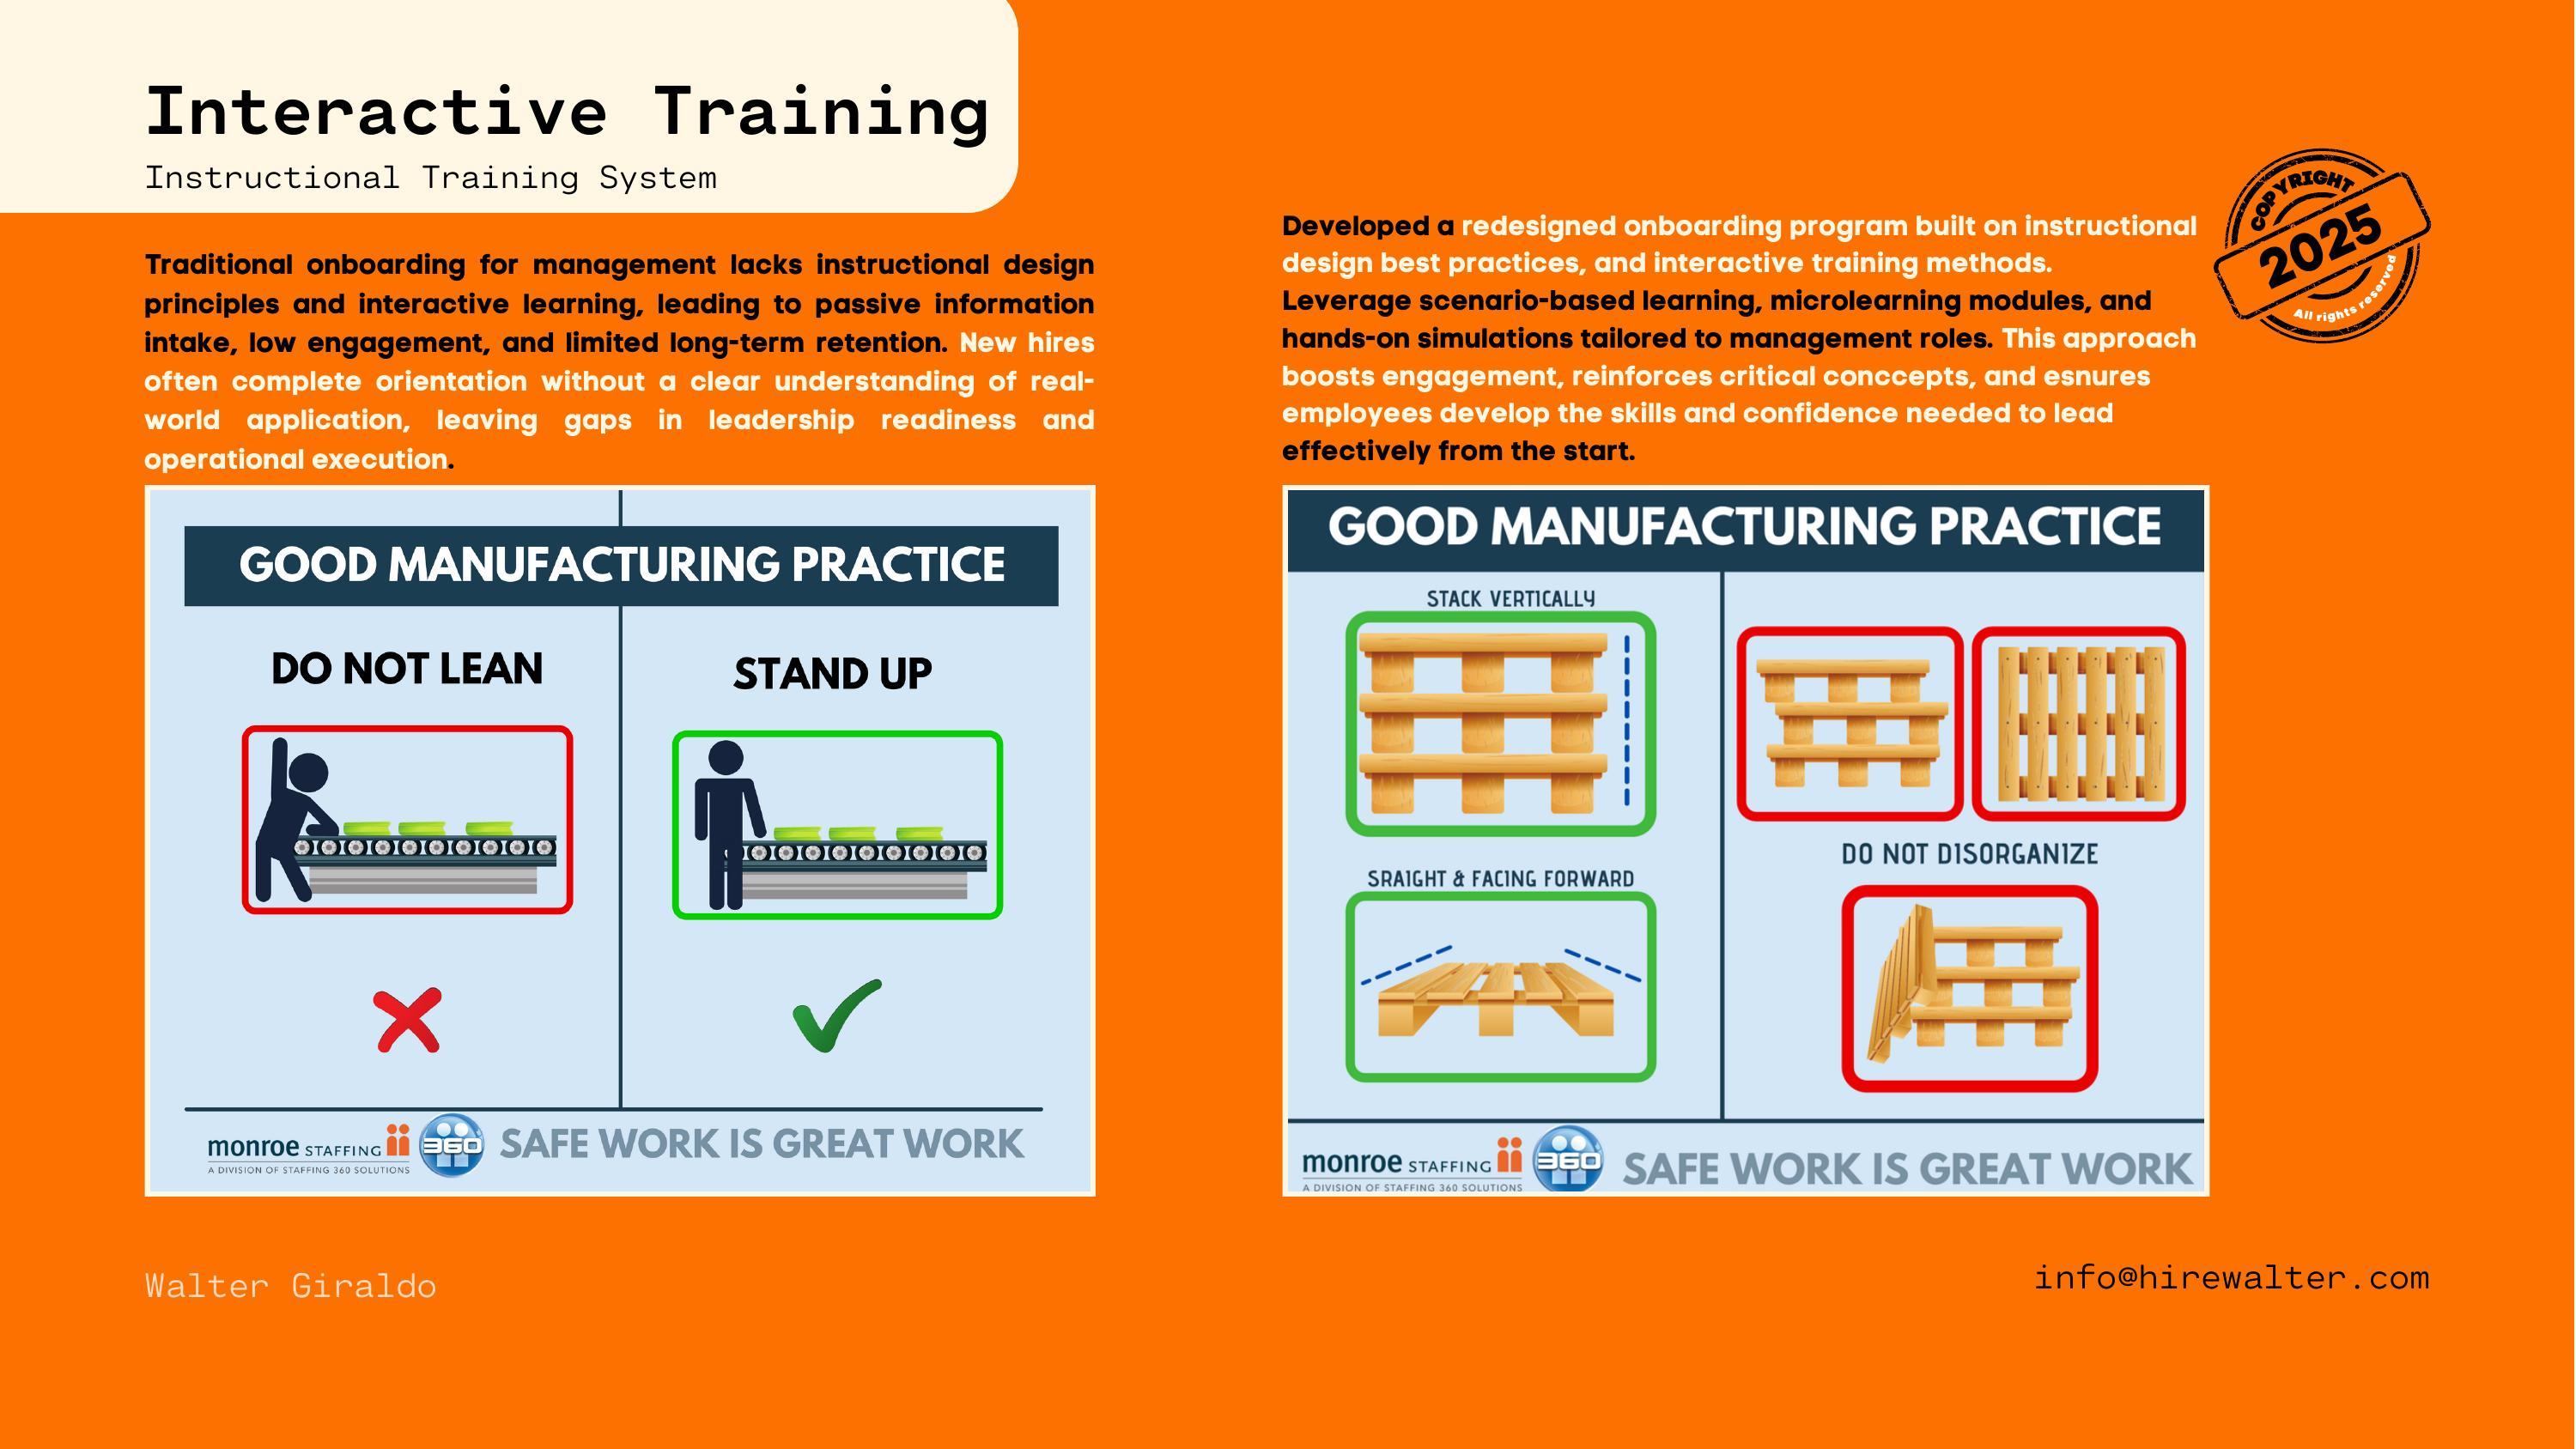 Interactive Training
Instructional Training System
Traditional onboarding for management lacks instructional design
principles and interactive learning, leading to passive information
intake, low engagement, and limited long-term retention. New hires
often complete orientation without a clear understanding of real-
world application, leaving gaps in leadership readiness and
operational execution.
GOOD MANUFACTURING PRACTICE
DO NOT LEAN
STAND UP
monroe STAFFING
A DIVISION OF STAFFING 360 SOLUTIONS
360
SAFE WORK IS GREAT WORK
Developed a redesigned onboarding program built on instructional
design best practices, and interactive training methods.
Leverage scenario-based learning, microlearning modules, and
hands-on simulations tailored to management roles. This approach
boosts engagement, reinforces critical conccepts, and esnures
employees develop the skills and confidence needed to lead
effectively from the start.
COPYRIGHT
2025
All rights reserved
GOOD MANUFACTURING PRACTICE
STACK VERTICALLY
SRAIGHT & FACING FORWARD
DO NOT DISORGANIZE
monroe STAFFING
A DIVISION OF STAFFING 360 SOLUTIONS
360
SAFE WORK IS GREAT WORK
Walter Giraldo
info@hirewalter.com